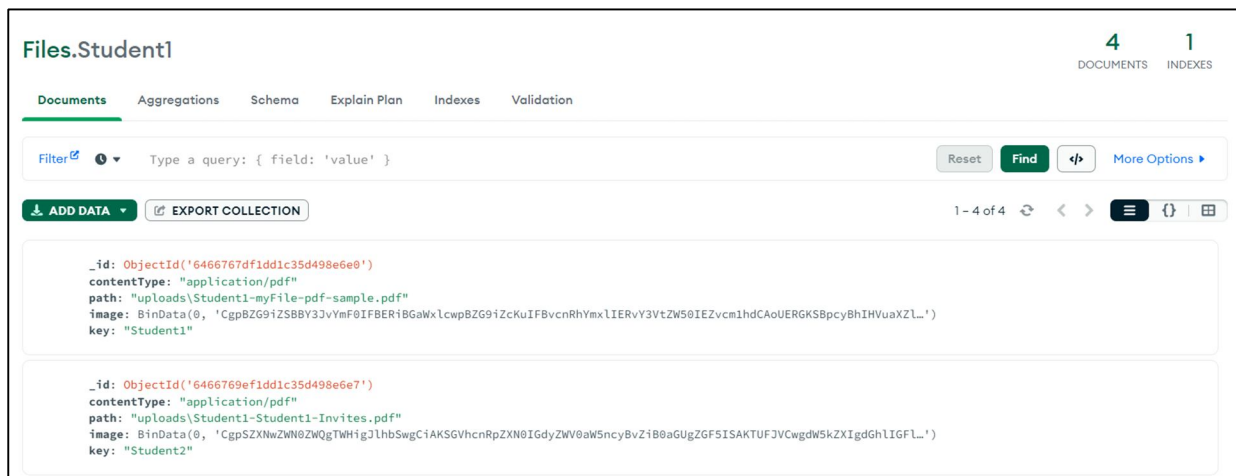 Files.Student1
4
DOCUMENTS
1
INDEXES
Documents Aggregations Schema Explain Plan Indexes Validation
Filter Type a query: { field: 'value' } Reset Find </> More Options
ADD DATA EXPORT COLLECTION 1 - 4 of 4 {}
_id: ObjectId('6466767df1dd1c35d498e6e0')
contentType: "application/pdf"
path: "uploads\Student1-myFile-pdf-sample.pdf"
image: BinData(0, 'CgpBZG9iZSBBY3JvYmF0IFBERiBGaWxlcwpBZG9iZcKuIFBvcnRhYmxlIERvY3VtZW50IEZvcm1hdCAoUERGKSBpcyBhIHVuaXZl…')
key: "Student1"
_id: ObjectId('6466769ef1dd1c35d498e6e7')
contentType: "application/pdf"
path: "uploads\Student1-Student1-Invites.pdf"
image: BinData(0, 'CgpSZXNwZWN0ZWQgTWHigJlhbSwgCiAKSGVhcnRpZXN0IGdyZWV0aW5ncyBvZiB0aGUgZGF5ISAKTUFJVCwgdW5kZXIgdGhlIGFl…')
key: "Student2"